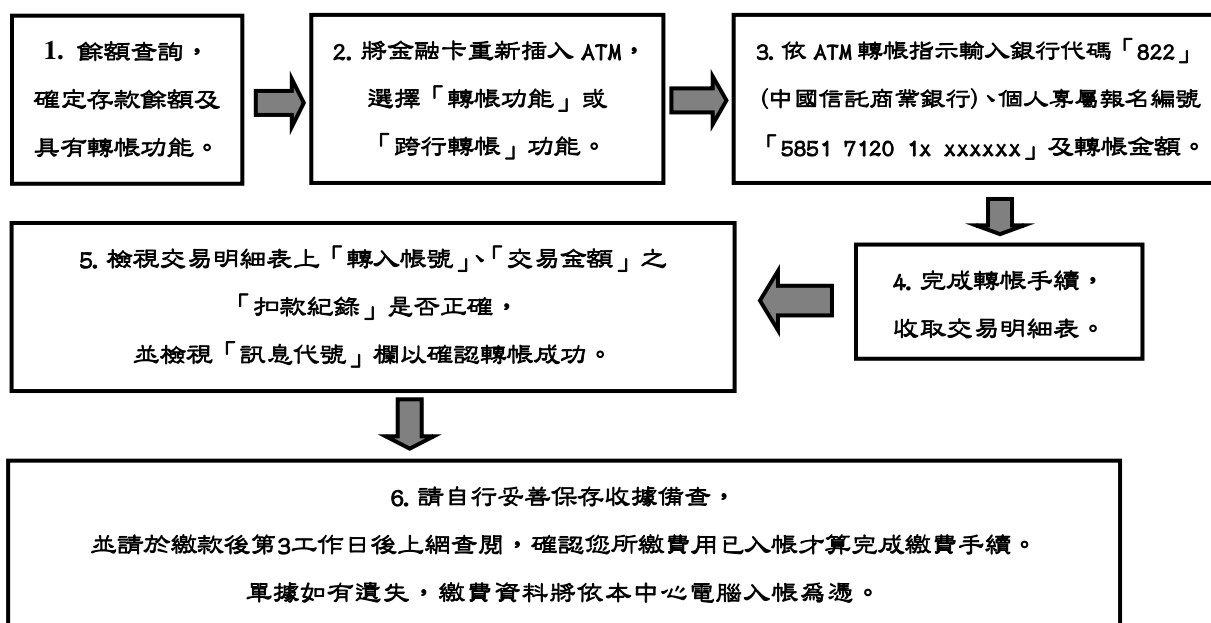 1. 餘額查詢，
確定存款餘額及
具有轉帳功能。
2. 將金融卡重新插入 ATM，
選擇「轉帳功能」或
「跨行轉帳」功能。
3. 依 ATM 轉帳指示輸入銀行代碼「822」
(中國信託商業銀行)、個人專屬報名編號
「5851 7120 1x xxxxxx」及轉帳金額。
4. 完成轉帳手續，
收取交易明細表。
5. 檢視交易明細表上「轉入帳號」、「交易金額」之
「扣款紀錄」是否正確，
並檢視「訊息代號」欄以確認轉帳成功。
6. 請自行妥善保存收據備查，
並請於繳款後第3工作日後上網查閱，確認您所繳費用已入帳才算完成繳費手續。
單據如有遺失，繳費資料將依本中心電腦入帳為憑。